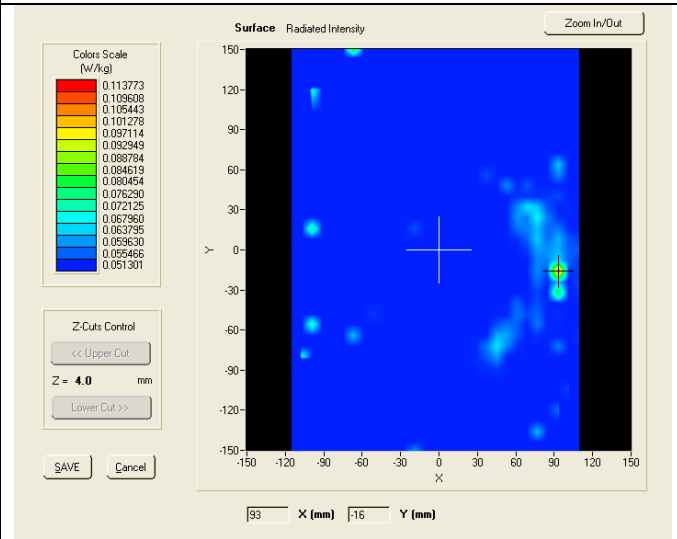 Surface Radiated Intensity
Zoom In/Out
Colors Scale
(W/kg)
0.113773
0.109608
0.105443
0.101278
0.097114
0.092949
0.088784
0.084619
0.080454
0.076290
0.072125
0.067960
0.063795
0.059630
0.055466
0.051301
Z-Cuts Control
<< Upper Cut
Z = 4.0 mm
Lower Cut >>
SAVE Cancel
150
120
90
60
30
0
-30
-60
-90
-120
-150
Y
-150 -120 -90 -60 -30 0 30 60 90 120 150
X
93 X (mm) -16 Y (mm)